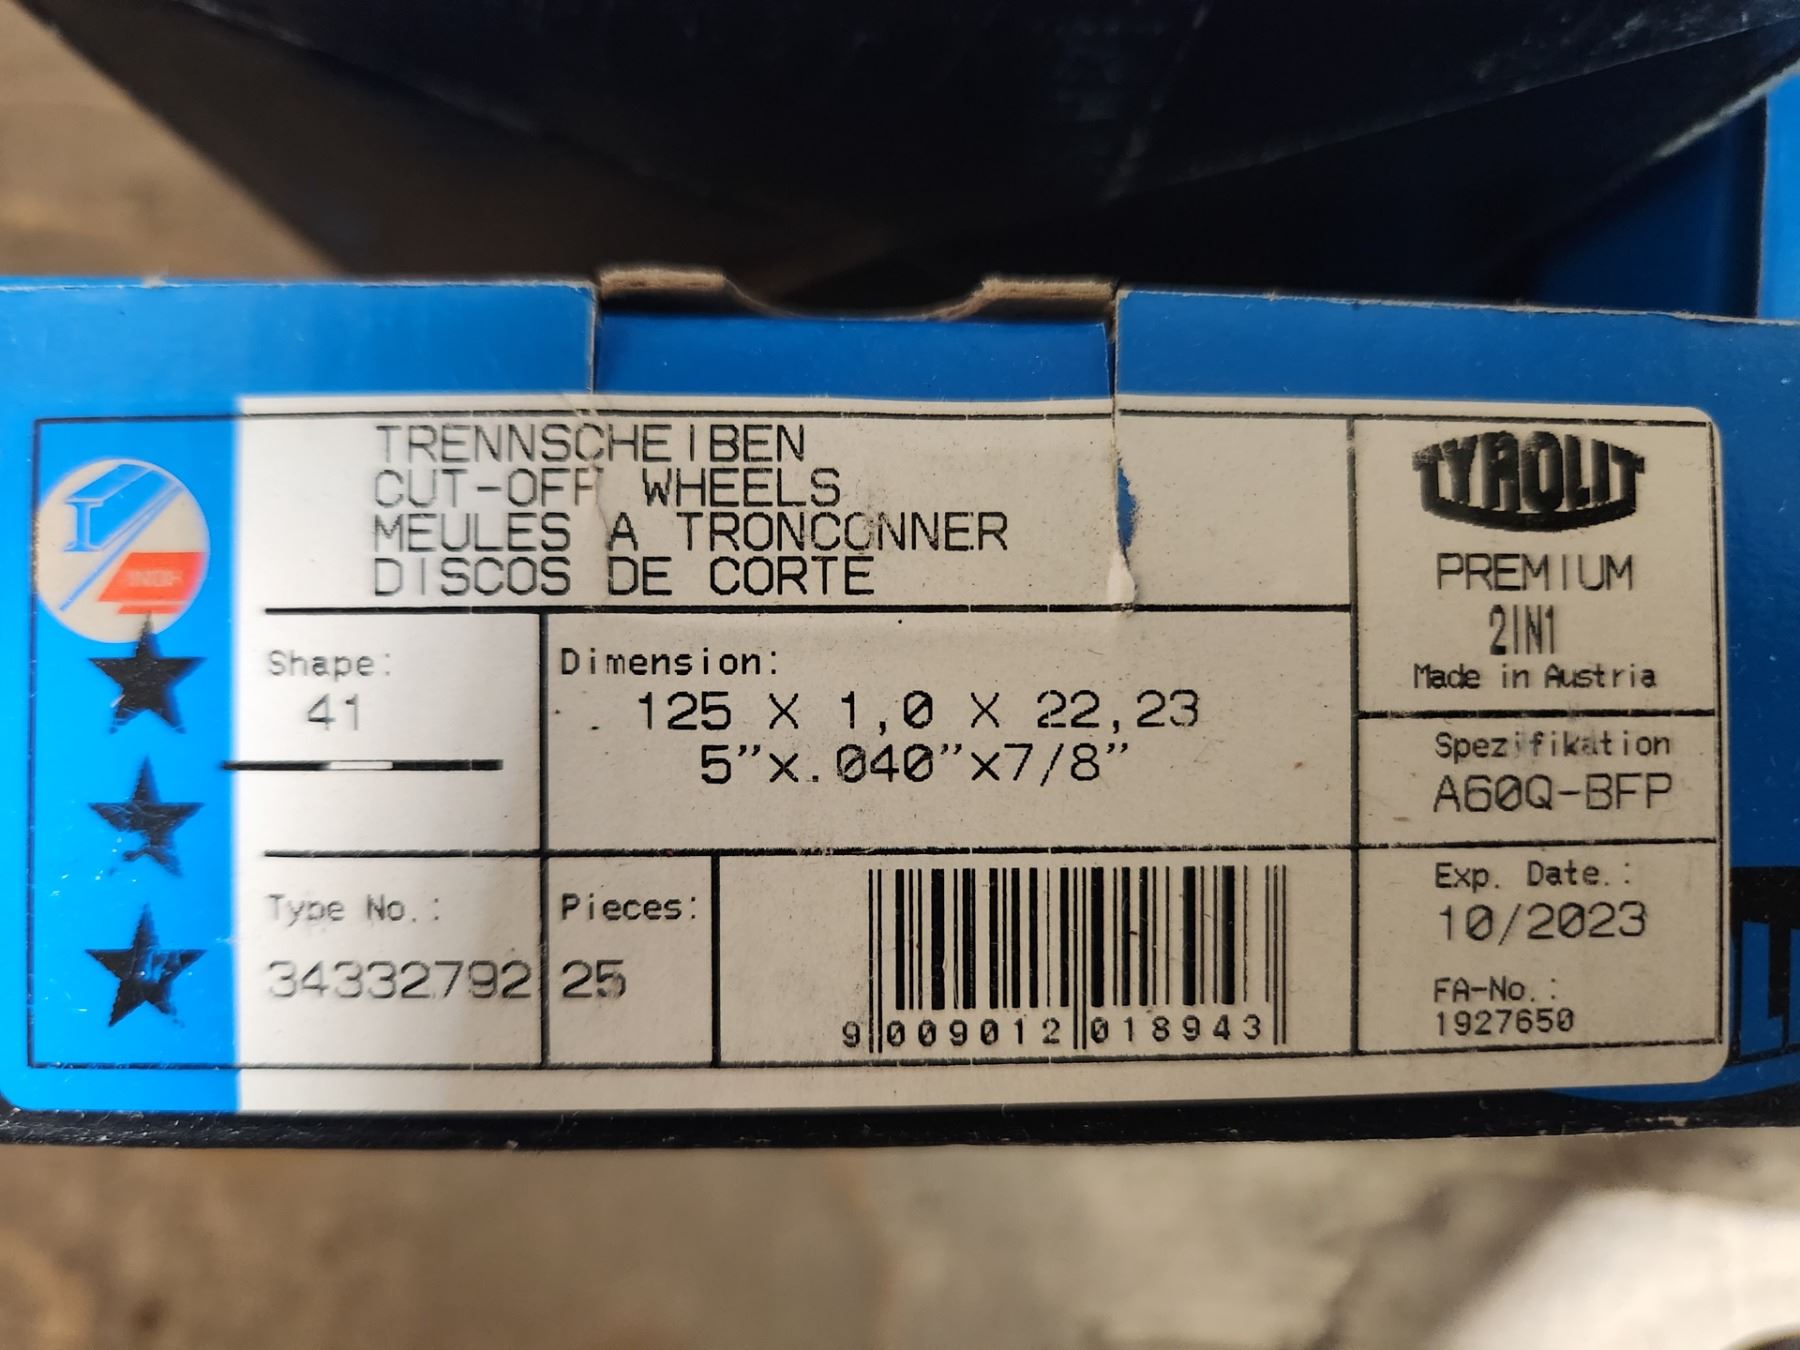 TRENNSCHEIBEN
CUT-OFF WHEELS
MEULES A TRONCONNER
DISCOS DE CORTE
INOX
Shape:
41
Dimension:
125 X 1,0 X 22,23
5”x.040”x7/8”
Type No.:
34332792
Pieces:
25
9 009012 018943
TYROLIT
PREMIUM
2IN1
Made in Austria
Spezifikation
A60Q-BFP
Exp. Date.:
10/2023
FA-No.:
1927650